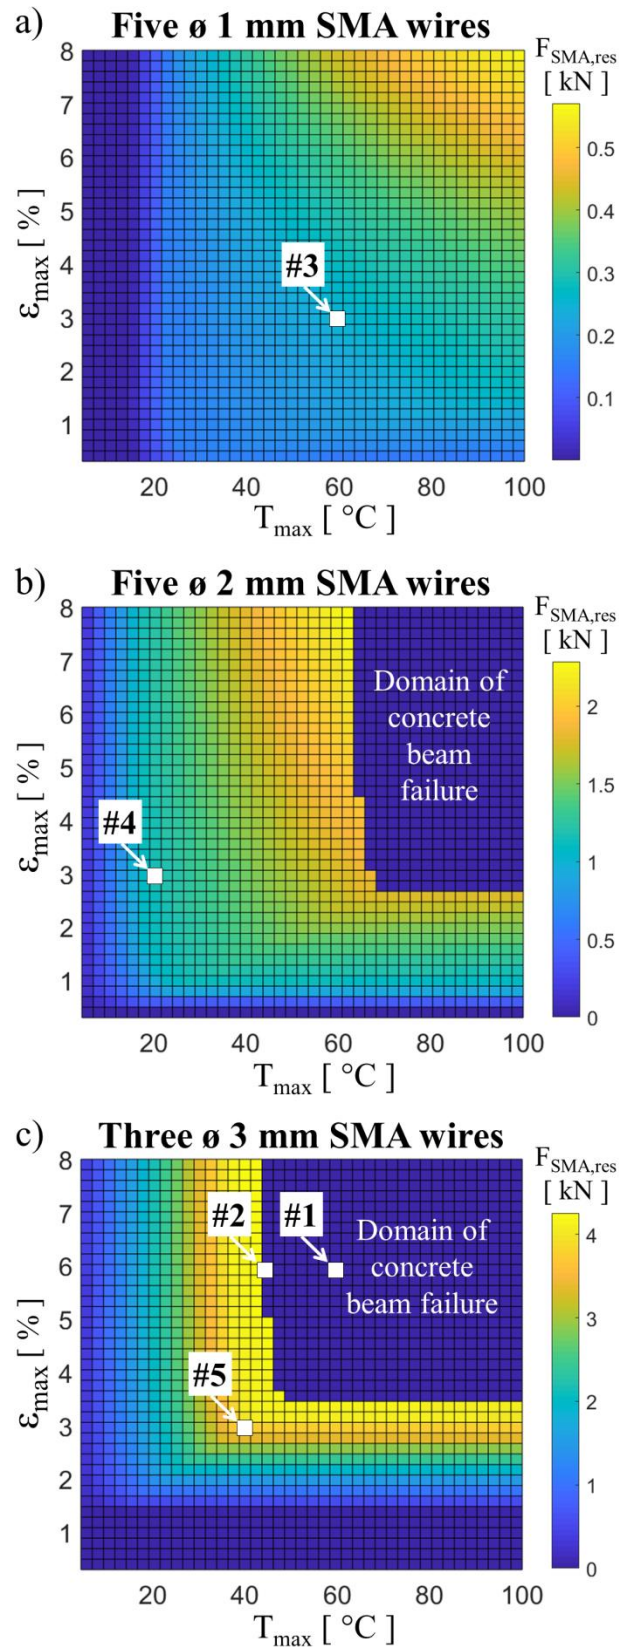 a) Five ø 1 mm SMA wires
F_SMA,res
[ kN ]
8
7
6
5
4
3
2
1
ε_max [ % ]
#3
20 40 60 80 100
T_max [ °C ]
0.5
0.4
0.3
0.2
0.1
b) Five ø 2 mm SMA wires
F_SMA,res
[ kN ]
8
7
6
5
4
3
2
1
ε_max [ % ]
Domain of
concrete
beam
failure
#4
20 40 60 80 100
T_max [ °C ]
2
1.5
1
0.5
0
c) Three ø 3 mm SMA wires
F_SMA,res
[ kN ]
8
7
6
5
4
3
2
1
ε_max [ % ]
#2 #1 Domain of
concrete
beam failure
#5
20 40 60 80 100
T_max [ °C ]
4
3
2
1
0